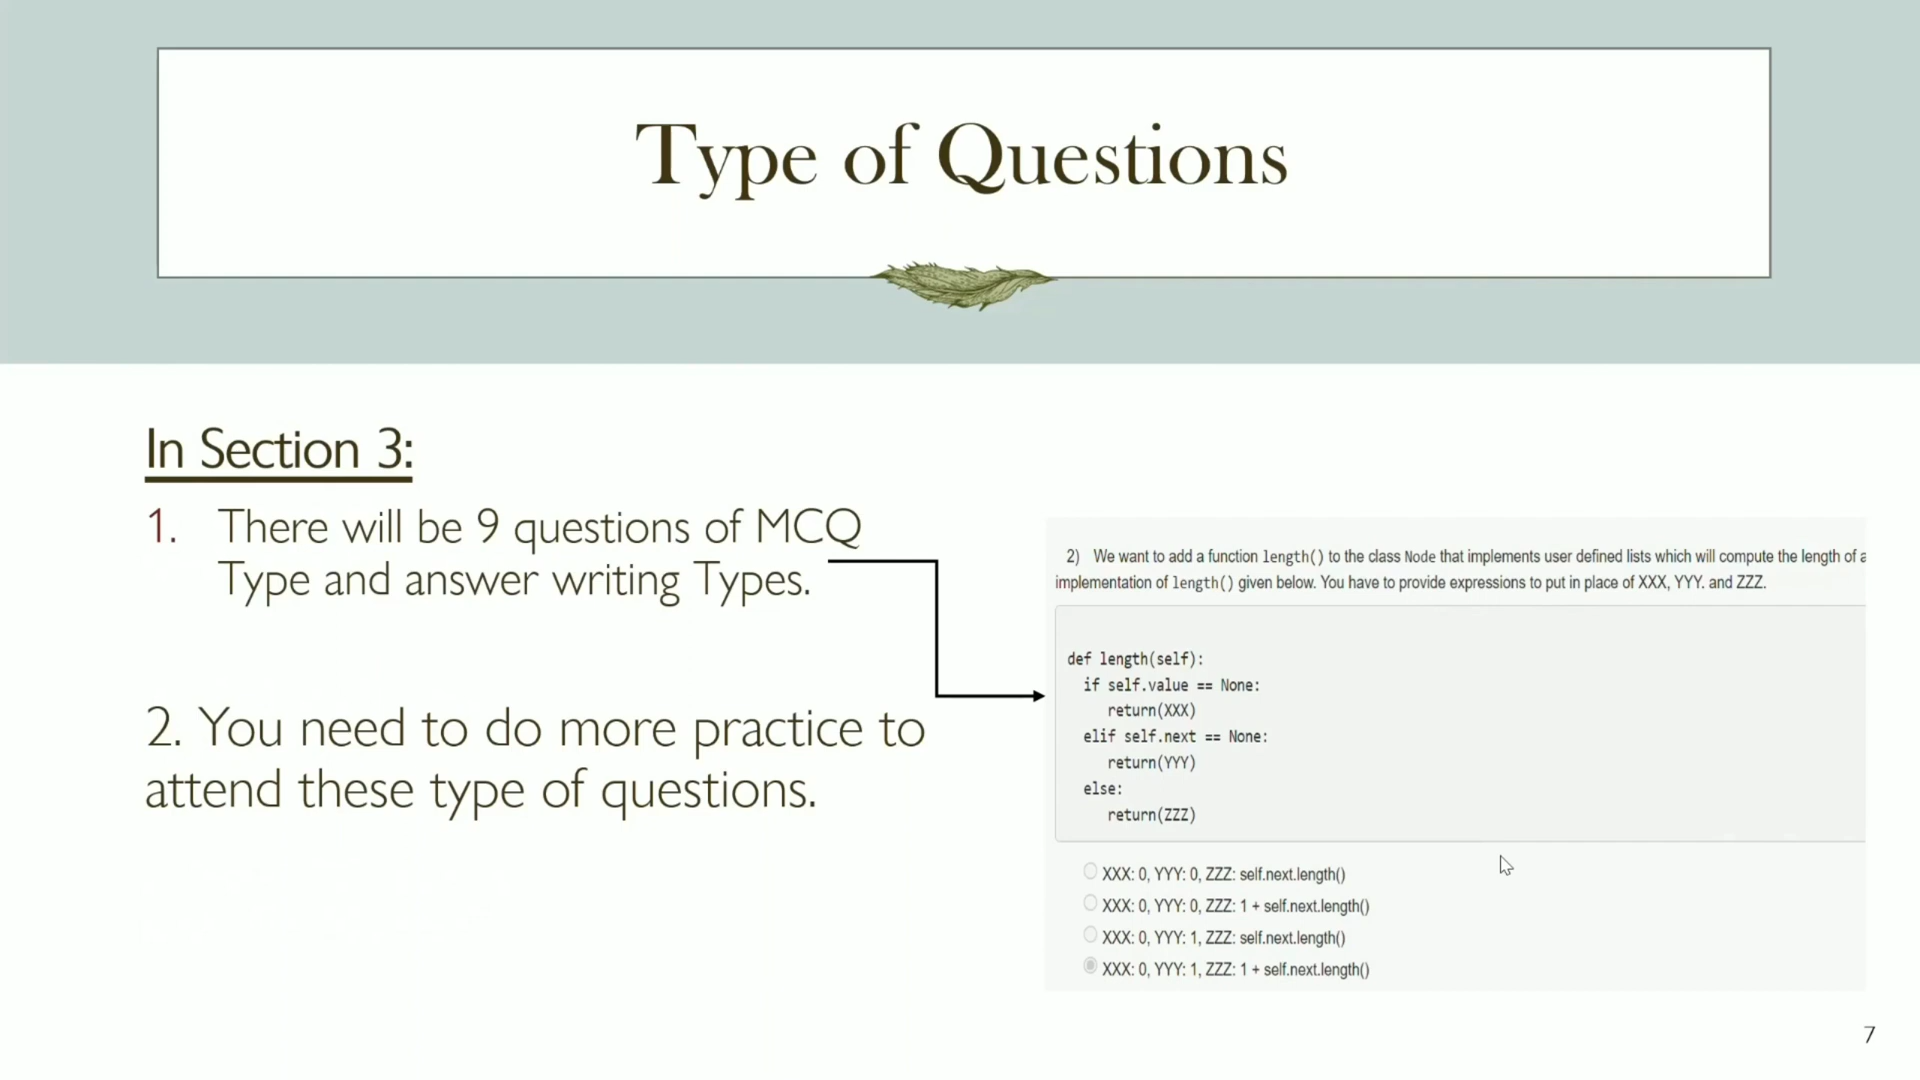 Type of Questions
In Section 3:
1. There will be 9 questions of MCQ
Type and answer writing Types.
2. You need to do more practice to
attend these type of questions.
2) We want to add a function length() to the class Node that implements user defined lists which will compute the length of a
implementation of length() given below. You have to provide expressions to put in place of XXX, YYY. and ZZZ.
def length(self):
if self.value == None:
return(XXX)
elif self.next == None:
return(YYY)
else:
return(ZZZ)
XXX: 0, YYY: 0, ZZZ: self.next.length()
XXX: 0, YYY: 0, ZZZ: 1 + self.next.length()
XXX: 0, YYY: 1, ZZZ: self.next.length()
XXX: 0, YYY: 1, ZZZ: 1 + self.next.length()
7